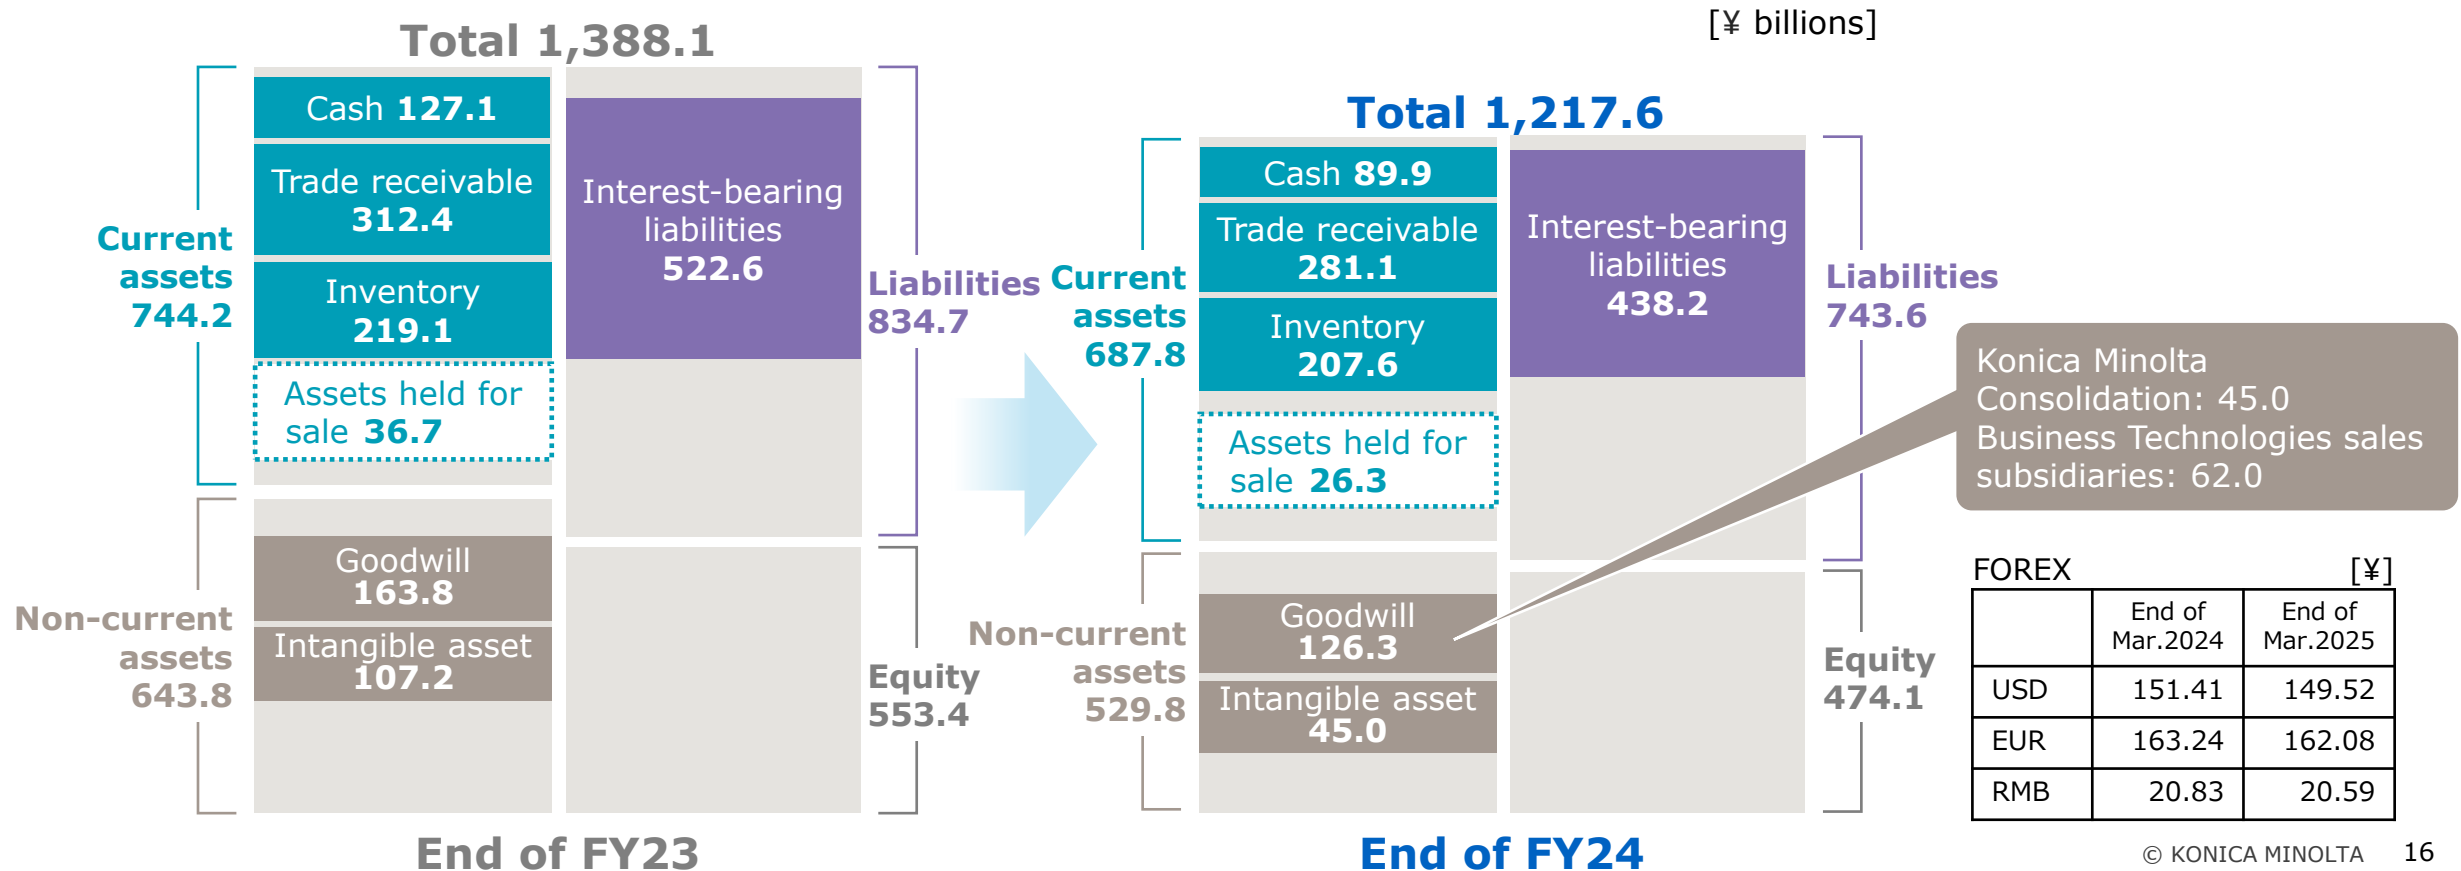 [¥ billions]
Total 1,388.1
Current
assets
744.2
Cash 127.1
Trade receivable
312.4
Inventory
219.1
Assets held for
sale 36.7
Non-current
assets
643.8
Goodwill
163.8
Intangible asset
107.2
Interest-bearing
liabilities
522.6
Liabilities
834.7
Equity
553.4
End of FY23
Total 1,217.6
Current
assets
687.8
Cash 89.9
Trade receivable
281.1
Inventory
207.6
Assets held for
sale 26.3
Non-current
assets
529.8
Goodwill
126.3
Intangible asset
45.0
Interest-bearing
liabilities
438.2
Liabilities
743.6
Equity
474.1
End of FY24
Konica Minolta
Consolidation: 45.0
Business Technologies sales
subsidiaries: 62.0
FOREX [¥]
End of End of
Mar.2024 Mar.2025
USD 151.41 149.52
EUR 163.24 162.08
RMB 20.83 20.59
© KONICA MINOLTA 16